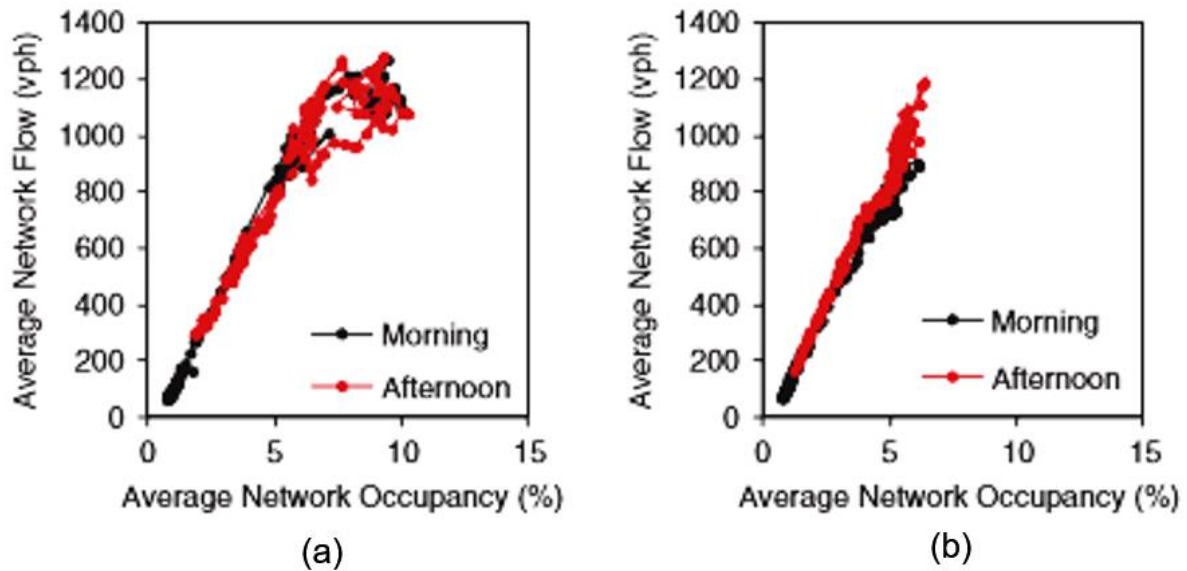 1400
1200
1000
800
600
400
200
0
Average Network Flow (vph)
Morning
Afternoon
0 5 10 15
Average Network Occupancy (%)
(a)
1400
1200
1000
800
600
400
200
0
Average Network Flow (vph)
Morning
Afternoon
0 5 10 15
Average Network Occupancy (%)
(b)